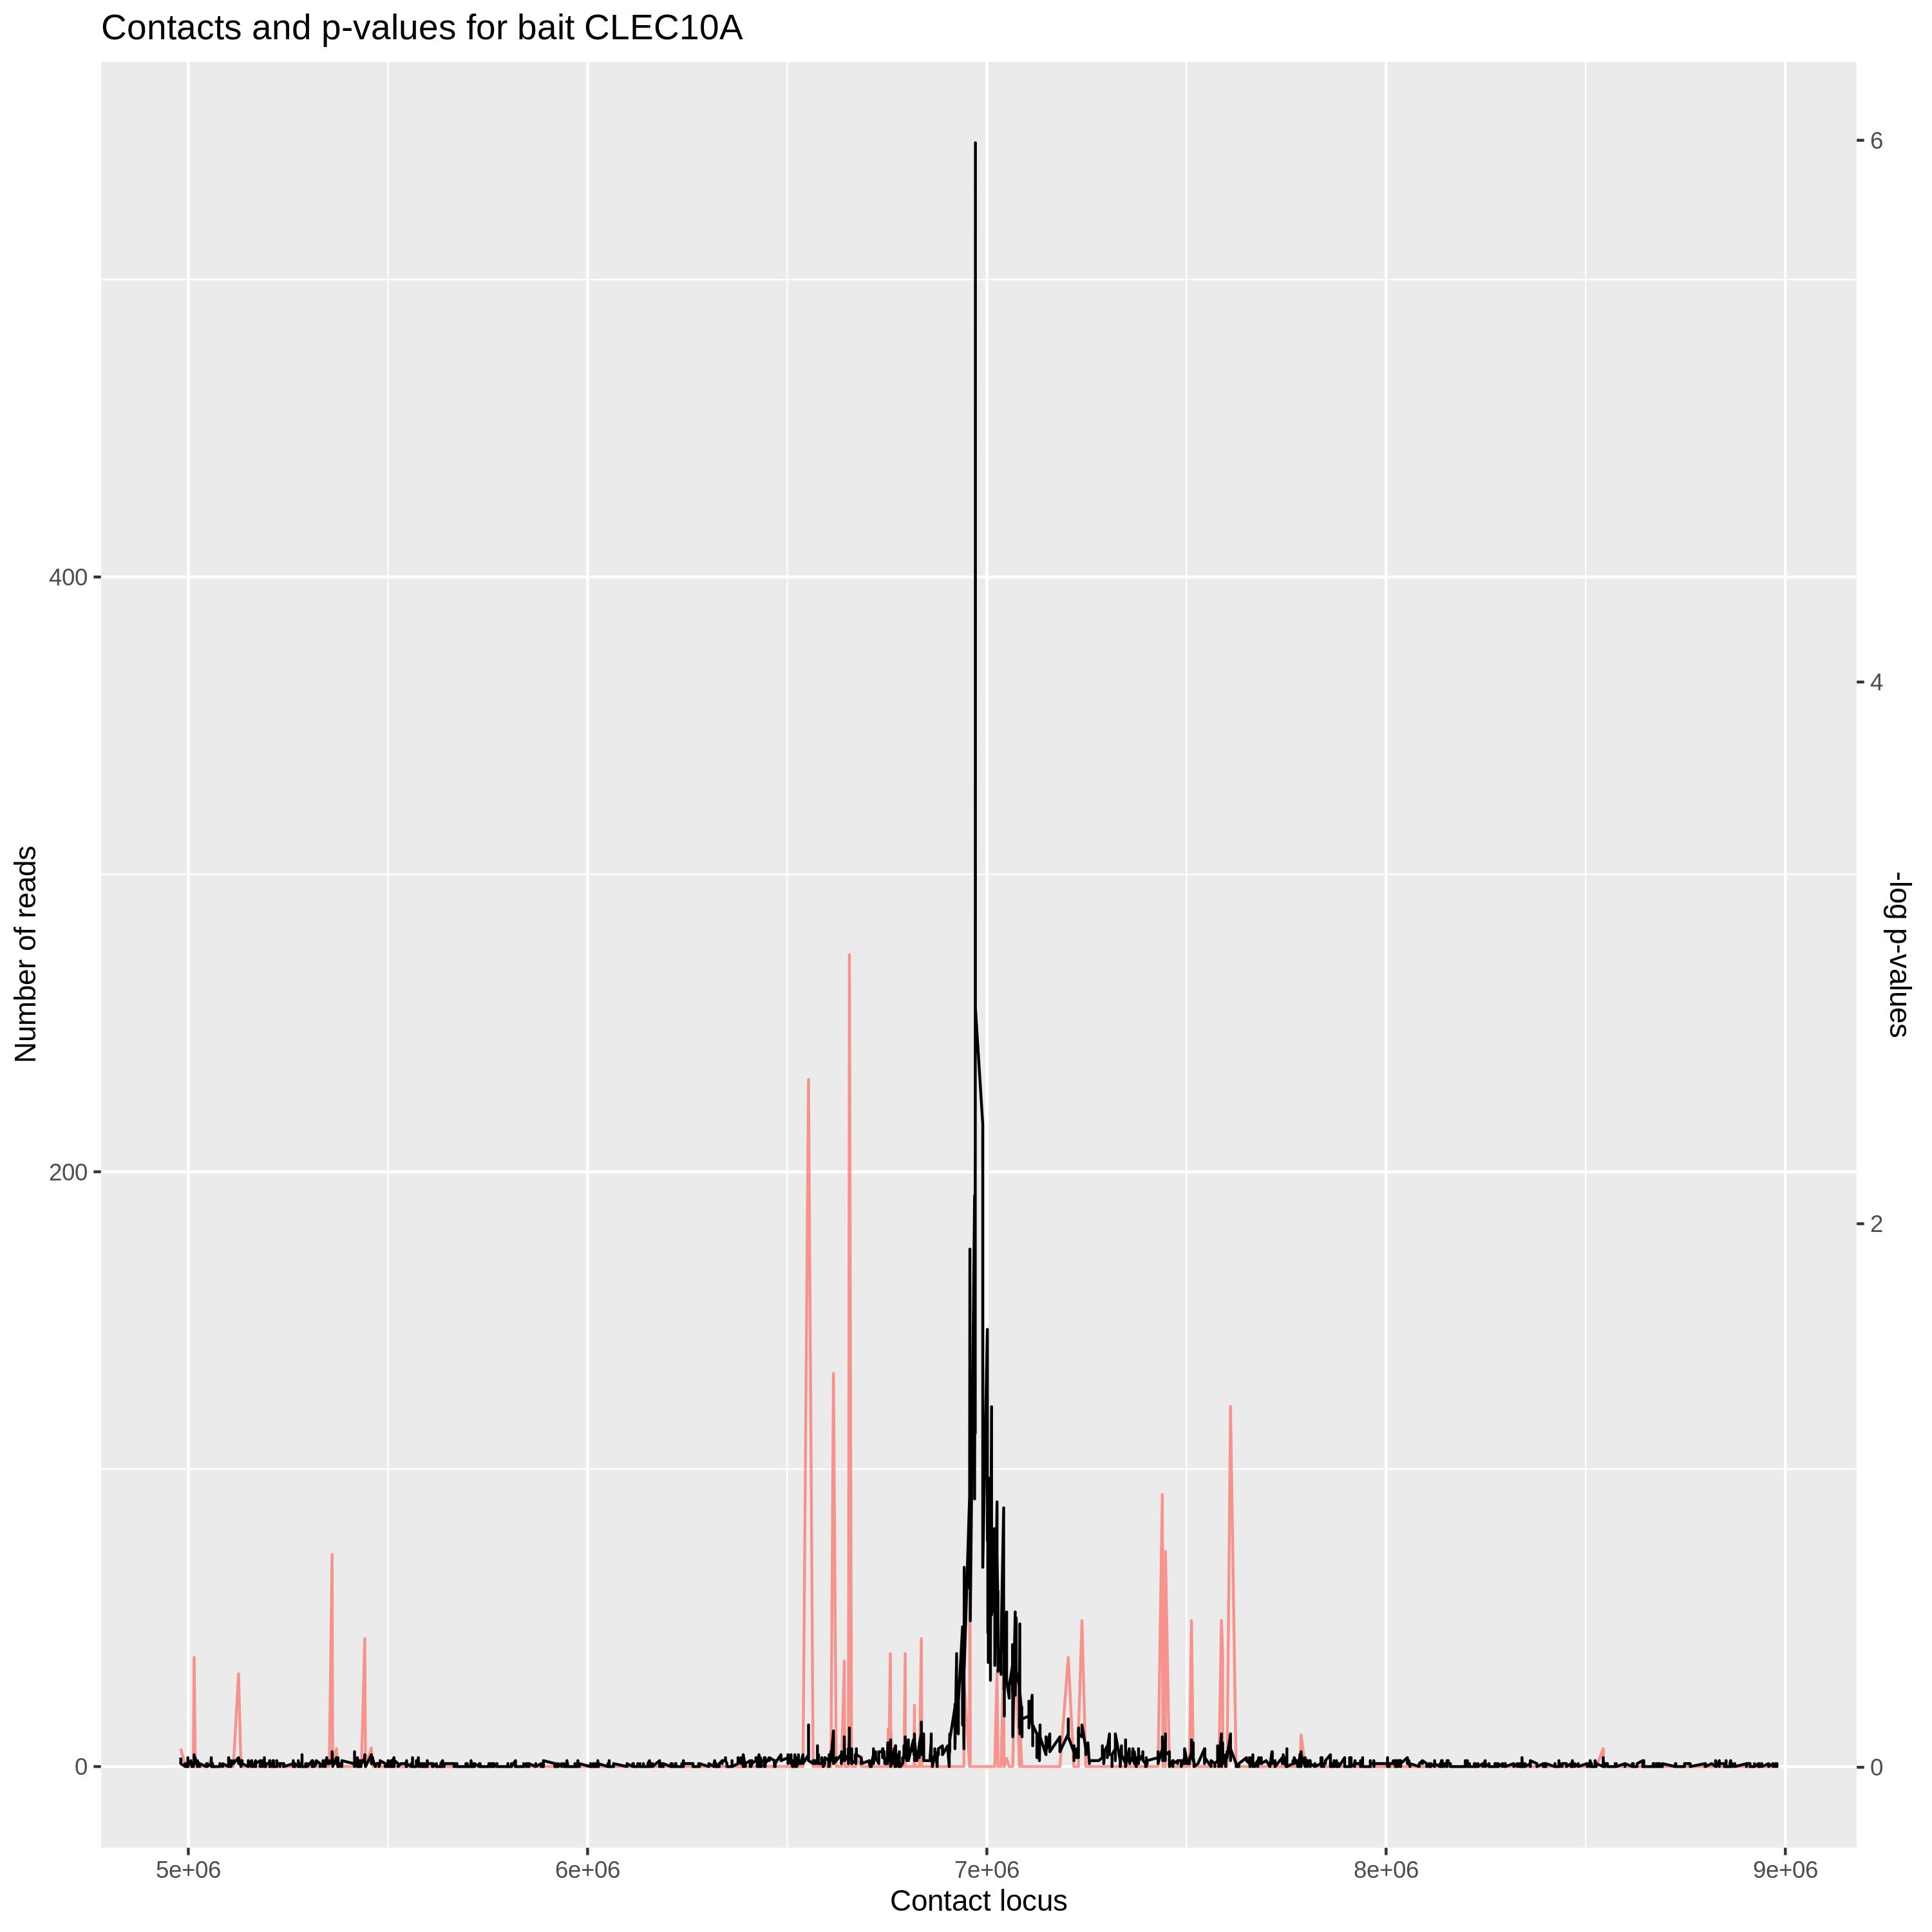 Contacts and p-values for bait CLEC10A
Number of reads
400
200
0
6
4
2
0
-log p-values
5e+06
6e+06
7e+06
8e+06
9e+06
Contact locus